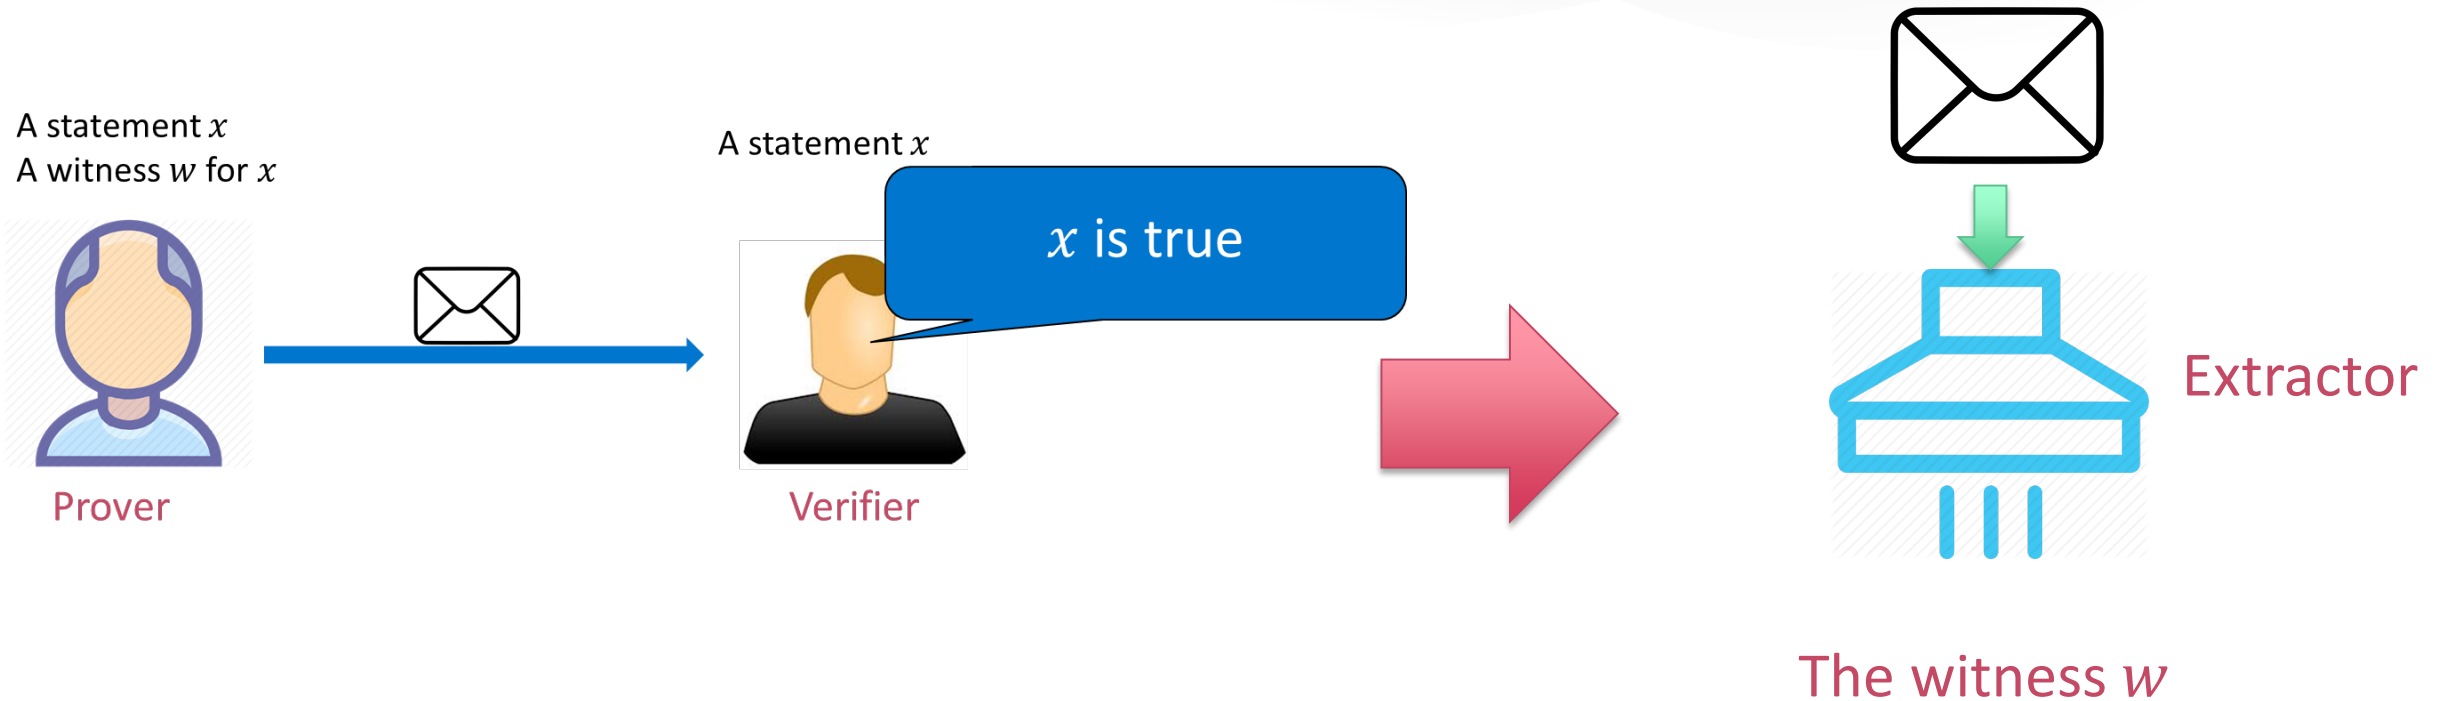 A statement 𝑥
A witness 𝑤 for 𝑥
Prover
A statement 𝑥
𝑥 is true
Verifier
Extractor
The witness 𝑤